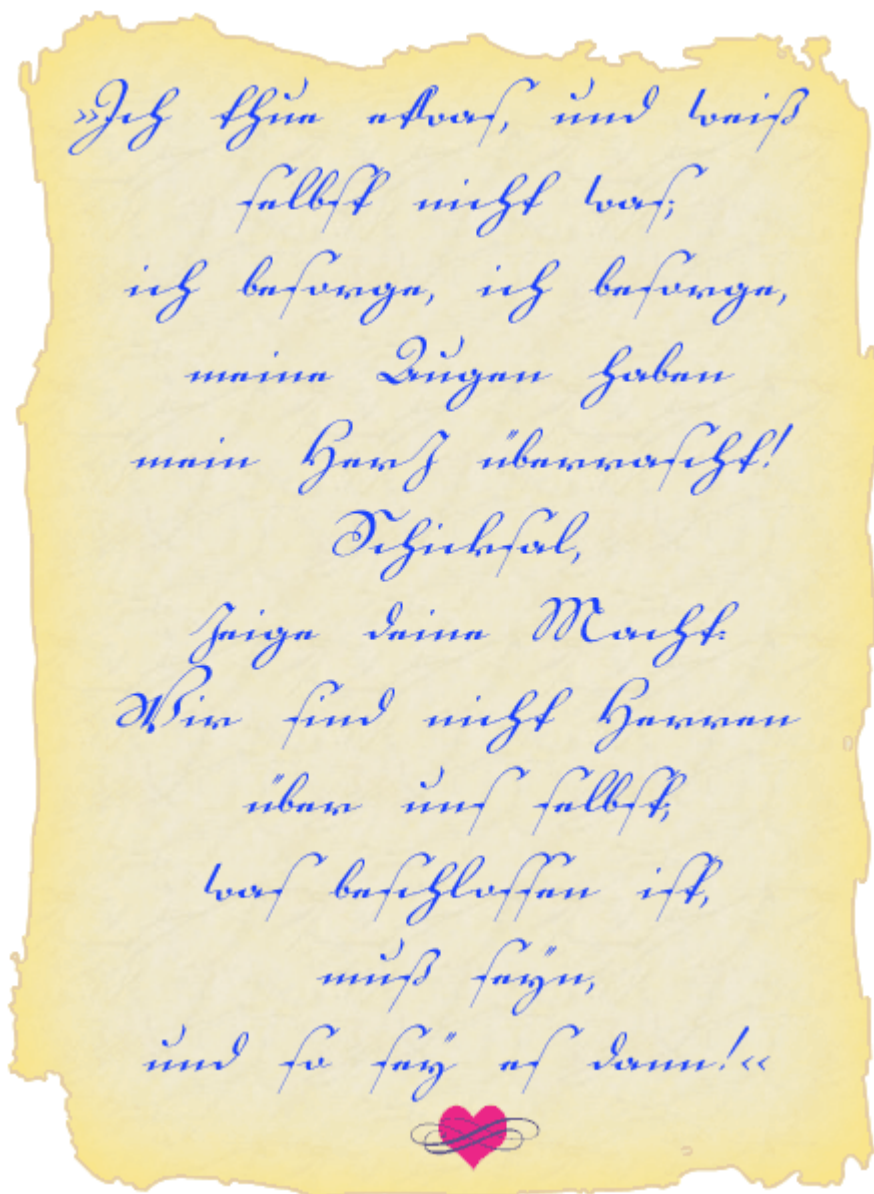 »Ich thue etwas, und weiß
selbst nicht was;
ich besorge, ich besorge,
meine Augen haben
mein Herz überrascht!
Schicksal,
zeige deine Macht:
Wir sind nicht Herren
über uns selbst;
was beschlossen ist,
muß seyn,
und so sey es dann!«